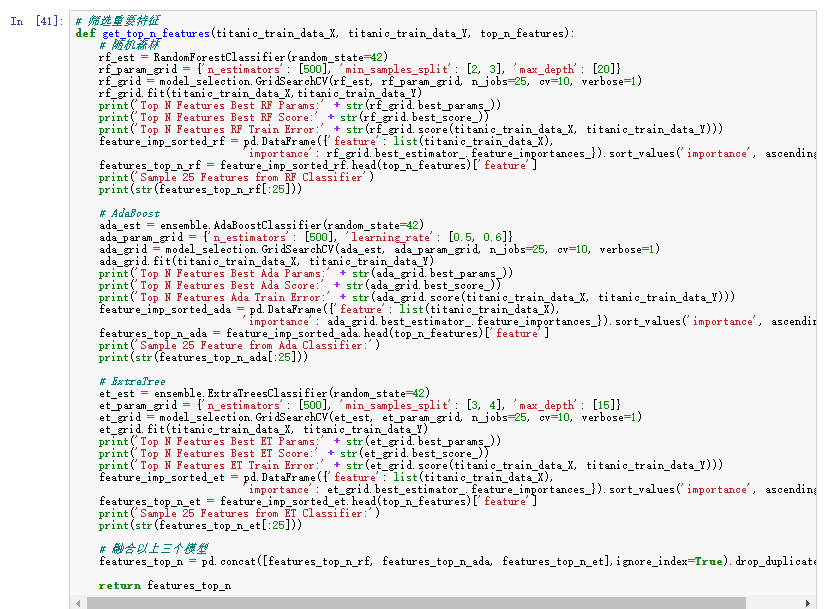 In [41]:
# 筛选重要特征
def get_top_n_features(titanic_train_data_X, titanic_train_data_Y, top_n_features):
    # 随机森林
    rf_est = RandomForestClassifier(random_state=42)
    rf_param_grid = {'n_estimators': [500], 'min_samples_split': [2, 3], 'max_depth': [20]}
    rf_grid = model_selection.GridSearchCV(rf_est, rf_param_grid, n_jobs=25, cv=10, verbose=1)
    rf_grid.fit(titanic_train_data_X,titanic_train_data_Y)
    print('Top N Features Best RF Params:' + str(rf_grid.best_params_))
    print('Top N Features Best RF Score:' + str(rf_grid.best_score_))
    print('Top N Features RF Train Error:' + str(rf_grid.score(titanic_train_data_X, titanic_train_data_Y)))
    feature_imp_sorted_rf = pd.DataFrame({'feature': list(titanic_train_data_X),
                            'importance': rf_grid.best_estimator_.feature_importances_}).sort_values('importance', ascending
    features_top_n_rf = feature_imp_sorted_rf.head(top_n_features)['feature']
    print('Sample 25 Features from RF Classifier')
    print(str(features_top_n_rf[:25]))

    # AdaBoost
    ada_est = ensemble.AdaBoostClassifier(random_state=42)
    ada_param_grid = {'n_estimators': [500], 'learning_rate': [0.5, 0.6]}
    ada_grid = model_selection.GridSearchCV(ada_est, ada_param_grid, n_jobs=25, cv=10, verbose=1)
    ada_grid.fit(titanic_train_data_X, titanic_train_data_Y)
    print('Top N Features Best Ada Params:' + str(ada_grid.best_params_))
    print('Top N Features Best Ada Score:' + str(ada_grid.best_score_))
    print('Top N Features Ada Train Error:' + str(ada_grid.score(titanic_train_data_X, titanic_train_data_Y)))
    feature_imp_sorted_ada = pd.DataFrame({'feature': list(titanic_train_data_X),
                            'importance': ada_grid.best_estimator_.feature_importances_}).sort_values('importance', ascendin
    features_top_n_ada = feature_imp_sorted_ada.head(top_n_features)['feature']
    print('Sample 25 Feature from Ada Classifier:')
    print(str(features_top_n_ada[:25]))

    # ExtraTree
    et_est = ensemble.ExtraTreesClassifier(random_state=42)
    et_param_grid = {'n_estimators': [500], 'min_samples_split': [3, 4], 'max_depth': [15]}
    et_grid = model_selection.GridSearchCV(et_est, et_param_grid, n_jobs=25, cv=10, verbose=1)
    et_grid.fit(titanic_train_data_X, titanic_train_data_Y)
    print('Top N Features Best ET Params:' + str(et_grid.best_params_))
    print('Top N Features Best ET Score:' + str(et_grid.best_score_))
    print('Top N Features ET Train Error:' + str(et_grid.score(titanic_train_data_X, titanic_train_data_Y)))
    feature_imp_sorted_et = pd.DataFrame({'feature': list(titanic_train_data_X),
                            'importance': et_grid.best_estimator_.feature_importances_}).sort_values('importance', ascending
    features_top_n_et = feature_imp_sorted_et.head(top_n_features)['feature']
    print('Sample 25 Features from ET Classifier:')
    print(str(features_top_n_et[:25]))

    # 融合以上三个模型
    features_top_n = pd.concat([features_top_n_rf, features_top_n_ada, features_top_n_et],ignore_index=True).drop_duplicate

    return features_top_n